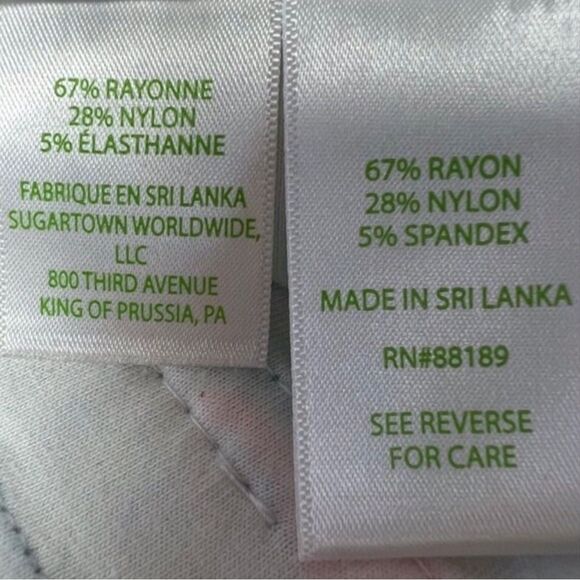 67% RAYONNE
28% NYLON
5% ÉLASTHANNE
FABRIQUE EN SRI LANKA
SUGARTOWN WORLDWIDE,
LLC
800 THIRD AVENUE
KING OF PRUSSIA, PA
67% RAYON
28% NYLON
5% SPANDEX
MADE IN SRI LANKA
RN#88189
SEE REVERSE
FOR CARE